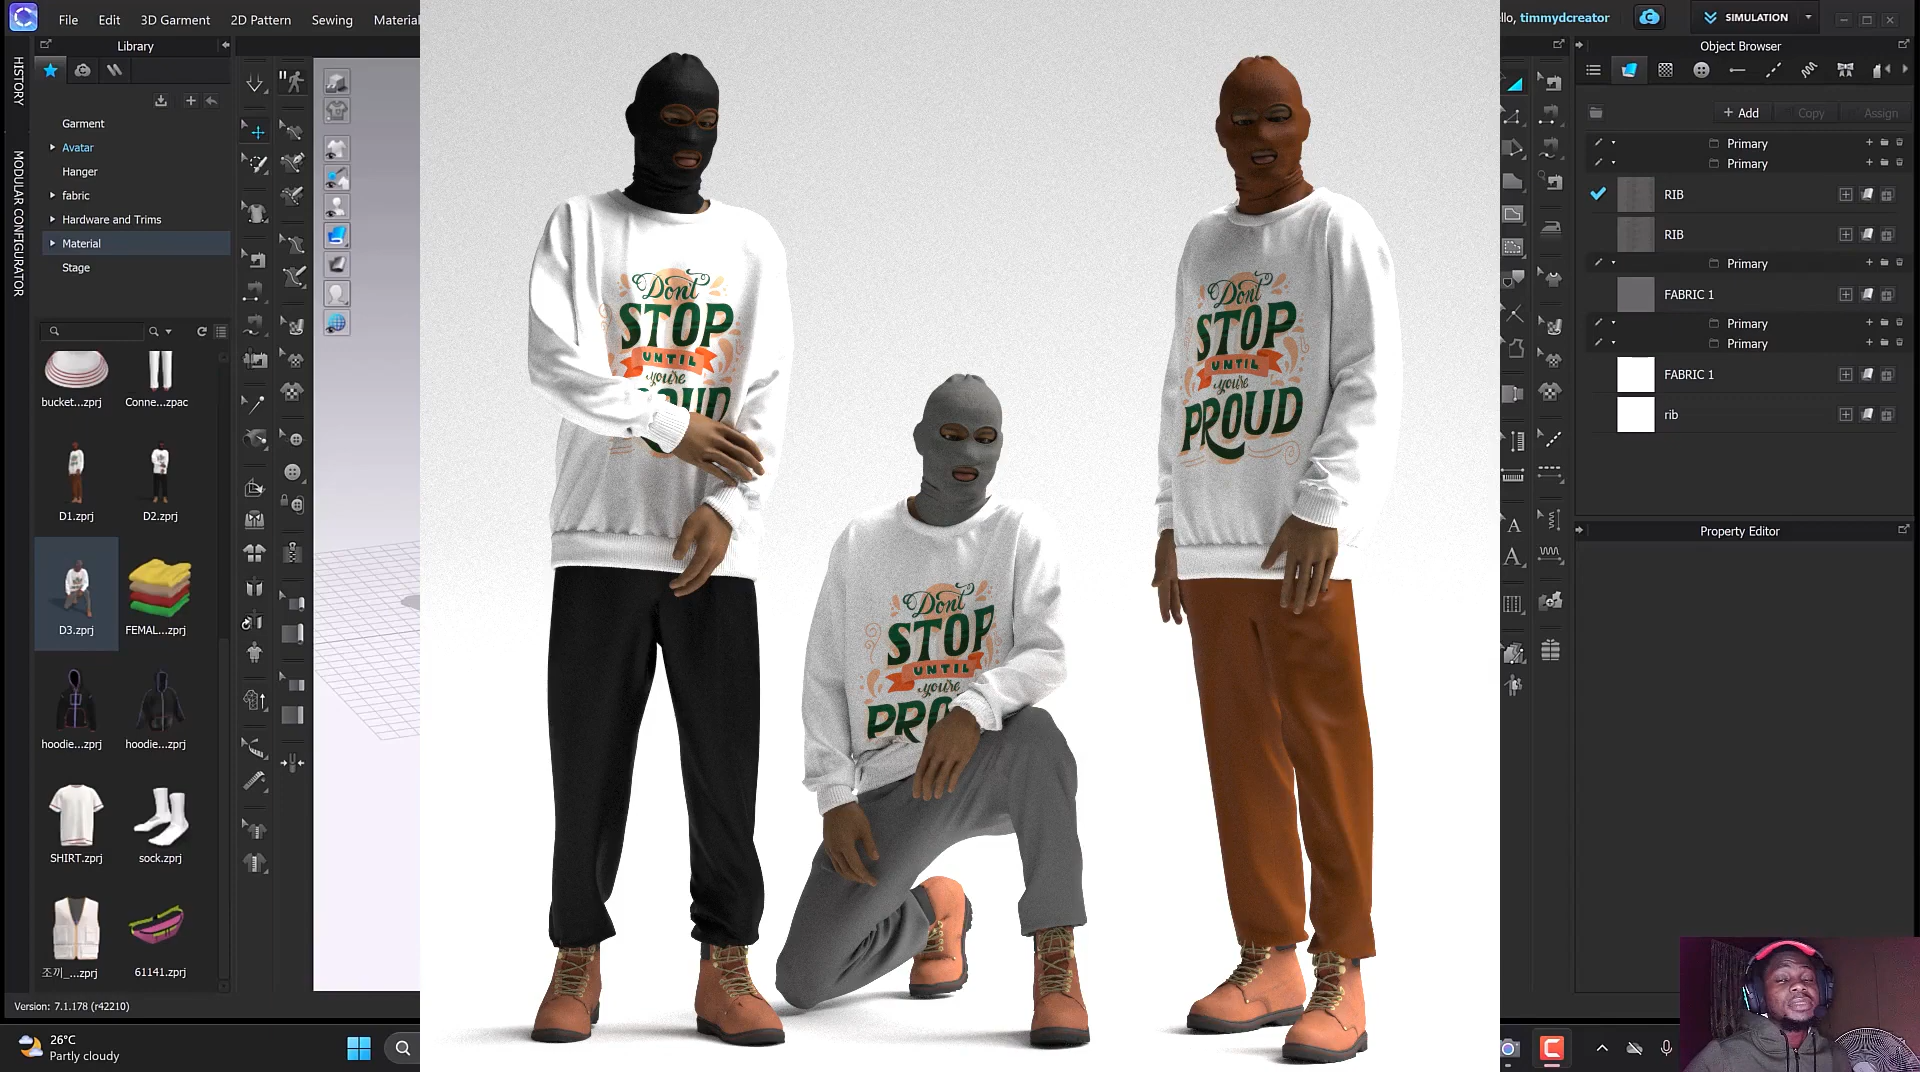 File Edit 3D Garment 2D Pattern Sewing Material
llo, timmydcreator
SIMULATION
HISTORY
MODULAR CONFIGURATOR
Library
Garment
Avatar
Hanger
fabric
Hardware and Trims
Material
Stage
bucket...zprj Conne...zpac
D1.zprj D2.zprj
D3.zprj FEMAL...zprj
hoodie...zprj hoodie...zprj
SHIRT.zprj sock.zprj
조끼_...zprj 61141.zprj
Version: 7.1.178 (r42210)
26°C
Partly cloudy
Don't
STOP
UNTIL
you're
OUD
Don't
STOP
UNTIL
you're
PRO
Don't
STOP
UNTIL
you're
PROUD
Object Browser
+ Add Copy Assign
Primary
Primary
RIB
RIB
Primary
FABRIC 1
Primary
Primary
FABRIC 1
rib
Property Editor